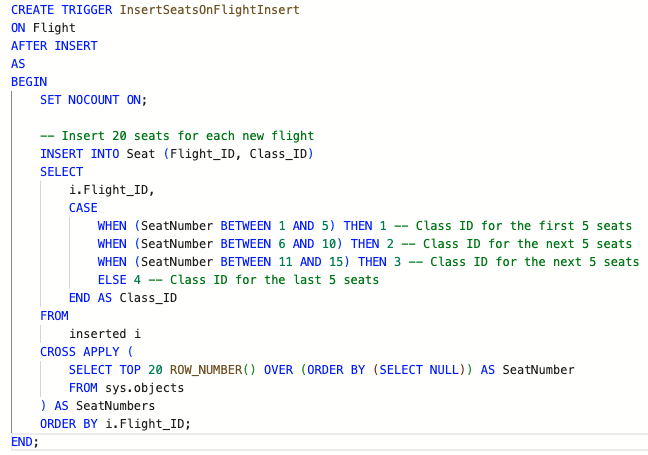 CREATE TRIGGER InsertSeatsOnFlightInsert
ON Flight
AFTER INSERT
AS
BEGIN
    SET NOCOUNT ON;

    -- Insert 20 seats for each new flight
    INSERT INTO Seat (Flight_ID, Class_ID)
    SELECT
        i.Flight_ID,
        CASE
            WHEN (SeatNumber BETWEEN 1 AND 5) THEN 1 -- Class ID for the first 5 seats
            WHEN (SeatNumber BETWEEN 6 AND 10) THEN 2 -- Class ID for the next 5 seats
            WHEN (SeatNumber BETWEEN 11 AND 15) THEN 3 -- Class ID for the next 5 seats
            ELSE 4 -- Class ID for the last 5 seats
        END AS Class_ID
    FROM
        inserted i
    CROSS APPLY (
        SELECT TOP 20 ROW_NUMBER() OVER (ORDER BY (SELECT NULL)) AS SeatNumber
        FROM sys.objects
    ) AS SeatNumbers
    ORDER BY i.Flight_ID;
END;